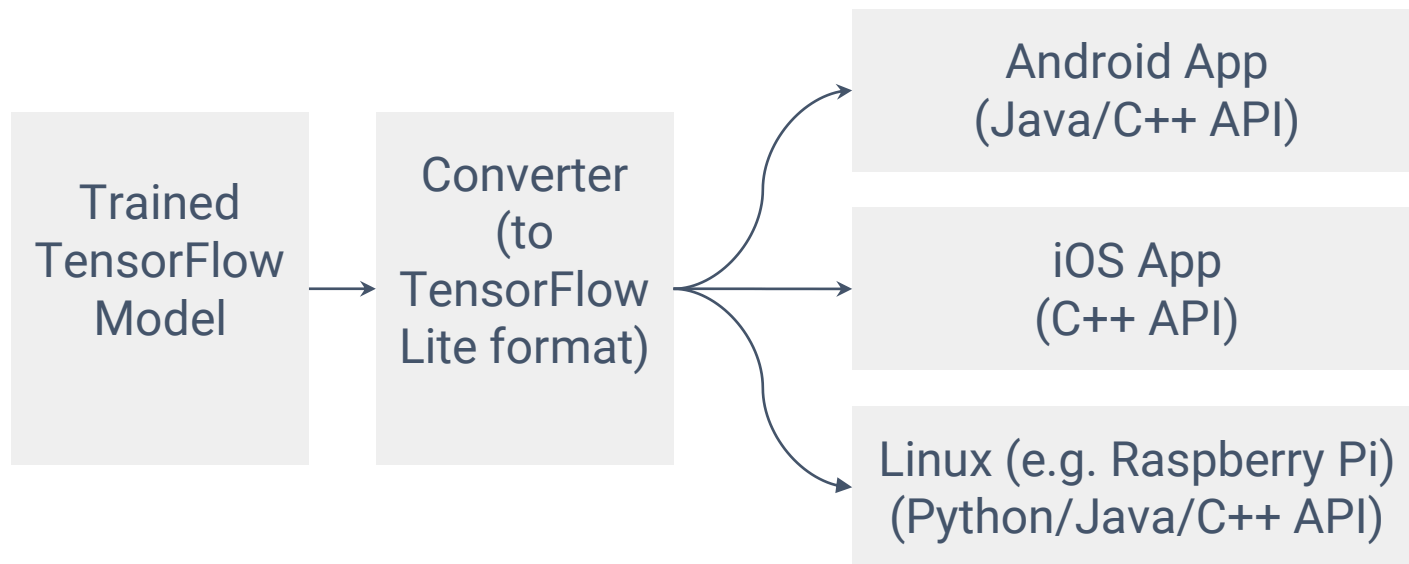 Trained
TensorFlow
Model
Converter
(to
TensorFlow
Lite format)
Android App
(Java/C++ API)
iOS App
(C++ API)
Linux (e.g. Raspberry Pi)
(Python/Java/C++ API)